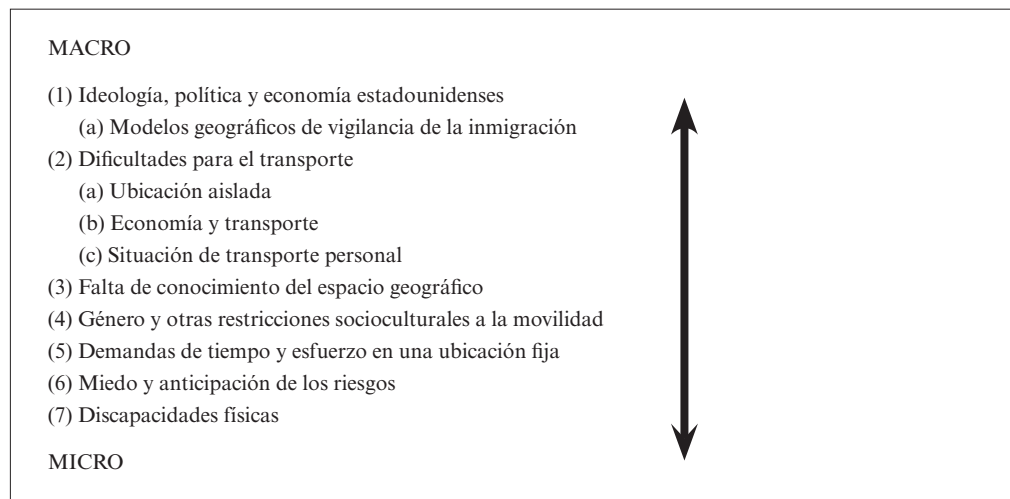 MACRO
(1) Ideología, política y economía estadounidenses
(a) Modelos geográficos de vigilancia de la inmigración
(2) Dificultades para el transporte
(a) Ubicación aislada
(b) Economía y transporte
(c) Situación de transporte personal
(3) Falta de conocimiento del espacio geográfico
(4) Género y otras restricciones socioculturales a la movilidad
(5) Demandas de tiempo y esfuerzo en una ubicación fija
(6) Miedo y anticipación de los riesgos
(7) Discapacidades físicas
MICRO